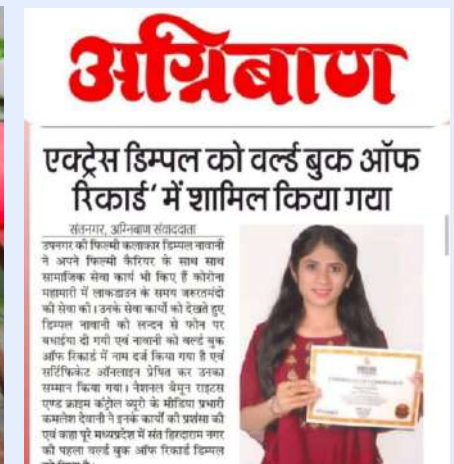 अग्निबाण
एक्ट्रेस डिम्पल को वर्ल्ड बुक ऑफ
रिकार्ड' में शामिल किया गया
संतनगर, अग्निबाण संवाददाता
उपनगर की फिल्मी कलाकार डिम्पल नावानी
ने अपने फिल्मी कैरियर के साथ साथ
सामाजिक सेवा कार्य भी किए हैं कोरोना
महामारी में लाकडाउन के समय जरूरतमंदो
की सेवा की। उनके सेवा कार्यो को देखते हुए
डिम्पल नावानी को लन्दन से फोन पर
बधाईया दी गयी एवं नावानी को वर्ल्ड बुक
ऑफ रिकार्ड में नाम दर्ज किया गया है एवं
सर्टिफिकेट ऑनलाइन प्रेषित कर उनका
सम्मान किया गया। नेशनल वैमून राइटस
एण्ड क्राइम कंट्रोल ब्यूरो के मीडिया प्रभारी
कमलेश देवानी ने इनके कार्यो की प्रशंसा की
एवं कहा पूरे मध्यप्रदेश में संत हिरदाराम नगर
की पहला वर्ल्ड बुक ऑफ रिकार्ड डिम्पल